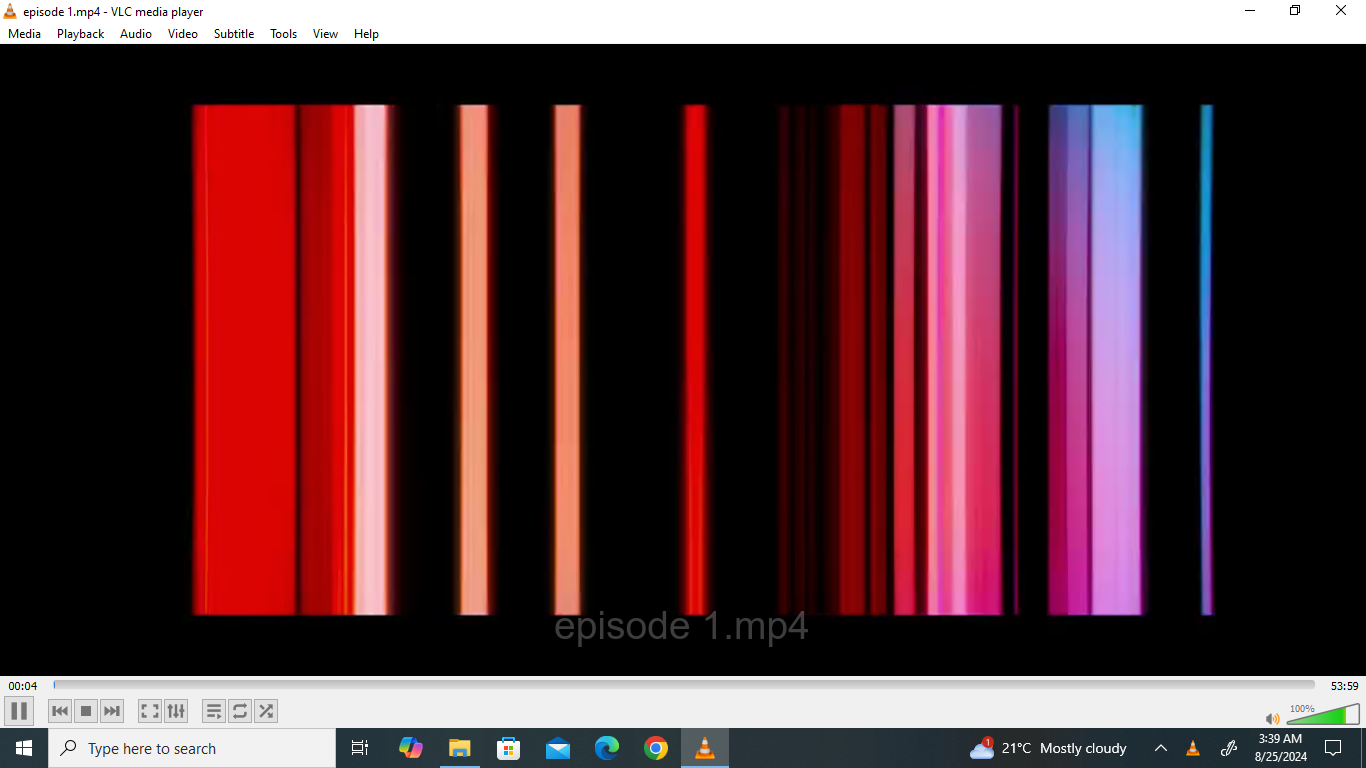 episode 1.mp4 - VLC media player
Media Playback Audio Video Subtitle Tools View Help
episode 1.mp4
00:04 53:59
100%
Type here to search
1
21°C Mostly cloudy
3:39 AM
8/25/2024